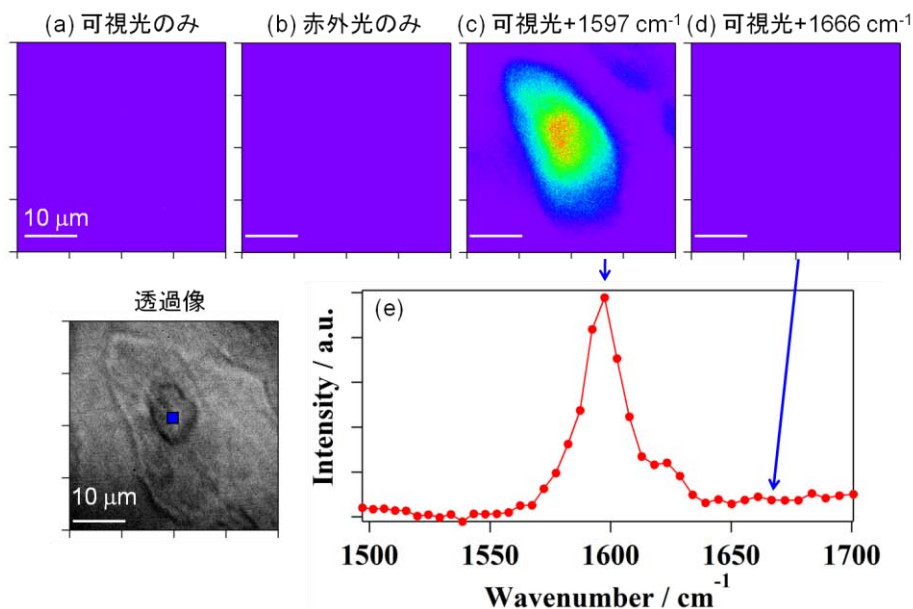 (a) 可視光のみ
(b) 赤外光のみ
(c) 可視光+1597 cm⁻¹
(d) 可視光+1666 cm⁻¹
10 μm
透過像
10 μm
(e)
Intensity / a.u.
1500 1550 1600 1650 1700
Wavenumber / cm⁻¹